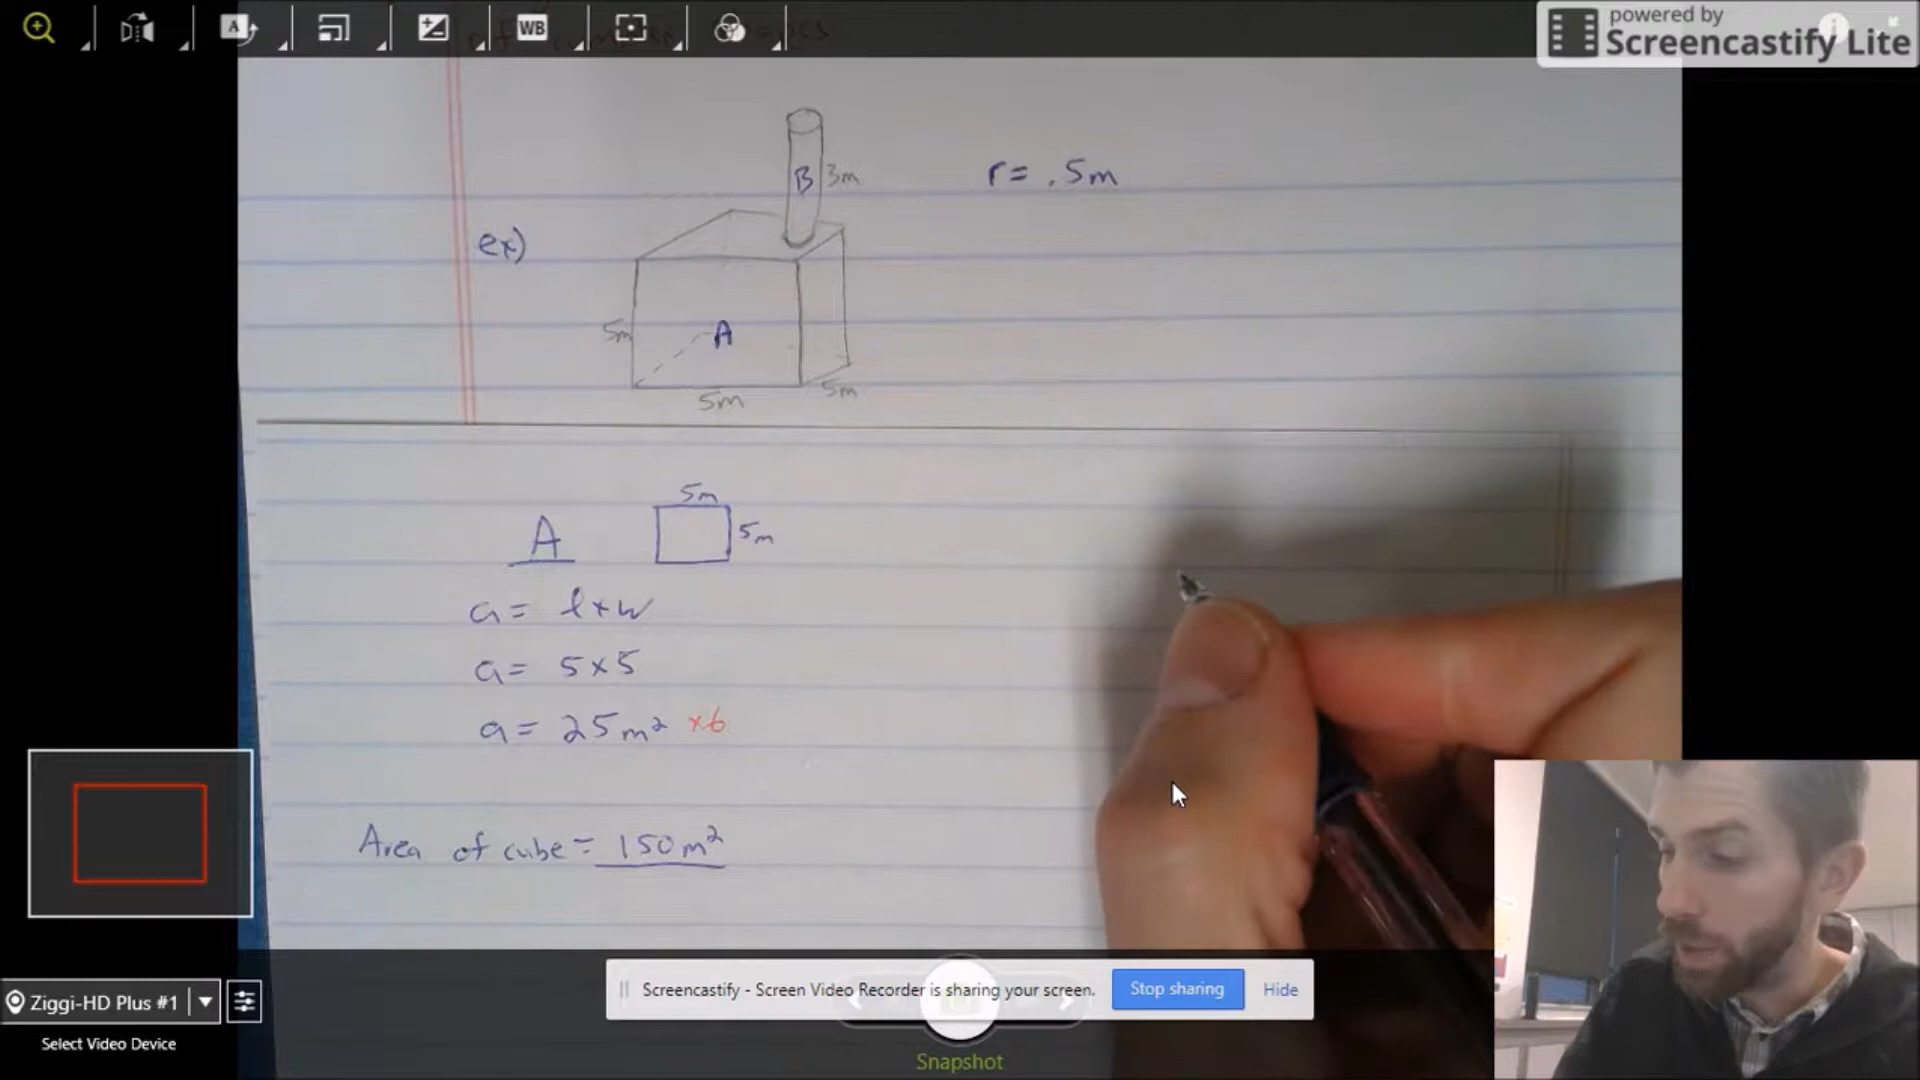 A
WB
powered by
Screencastify Lite
B 3m
r = .5m
ex)
5m
A
5m
5m
5m
A
5m
a = l x w
a = 5 x 5
a = 25m² x6
Area of cube = 150m²
Ziggi-HD Plus #1
Select Video Device
Screencastify - Screen Video Recorder is sharing your screen.
Stop sharing
Hide
Snapshot